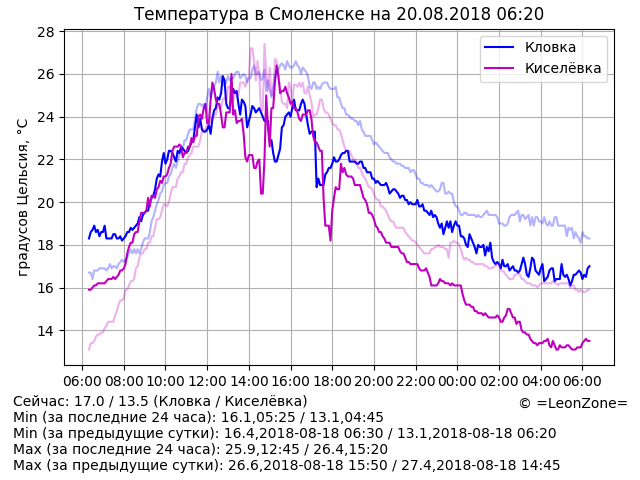 Температура в Смоленске на 20.08.2018 06:20
Кловка
Киселёвка
градусов Цельсия, °C
28
26
24
22
20
18
16
14
06:00 08:00 10:00 12:00 14:00 16:00 18:00 20:00 22:00 00:00 02:00 04:00 06:00
Сейчас: 17.0 / 13.5 (Кловка / Киселёвка)
© =LeonZone=
Min (за последние 24 часа): 16.1,05:25 / 13.1,04:45
Min (за предыдущие сутки): 16.4,2018-08-18 06:30 / 13.1,2018-08-18 06:20
Max (за последние 24 часа): 25.9,12:45 / 26.4,15:20
Max (за предыдущие сутки): 26.6,2018-08-18 15:50 / 27.4,2018-08-18 14:45